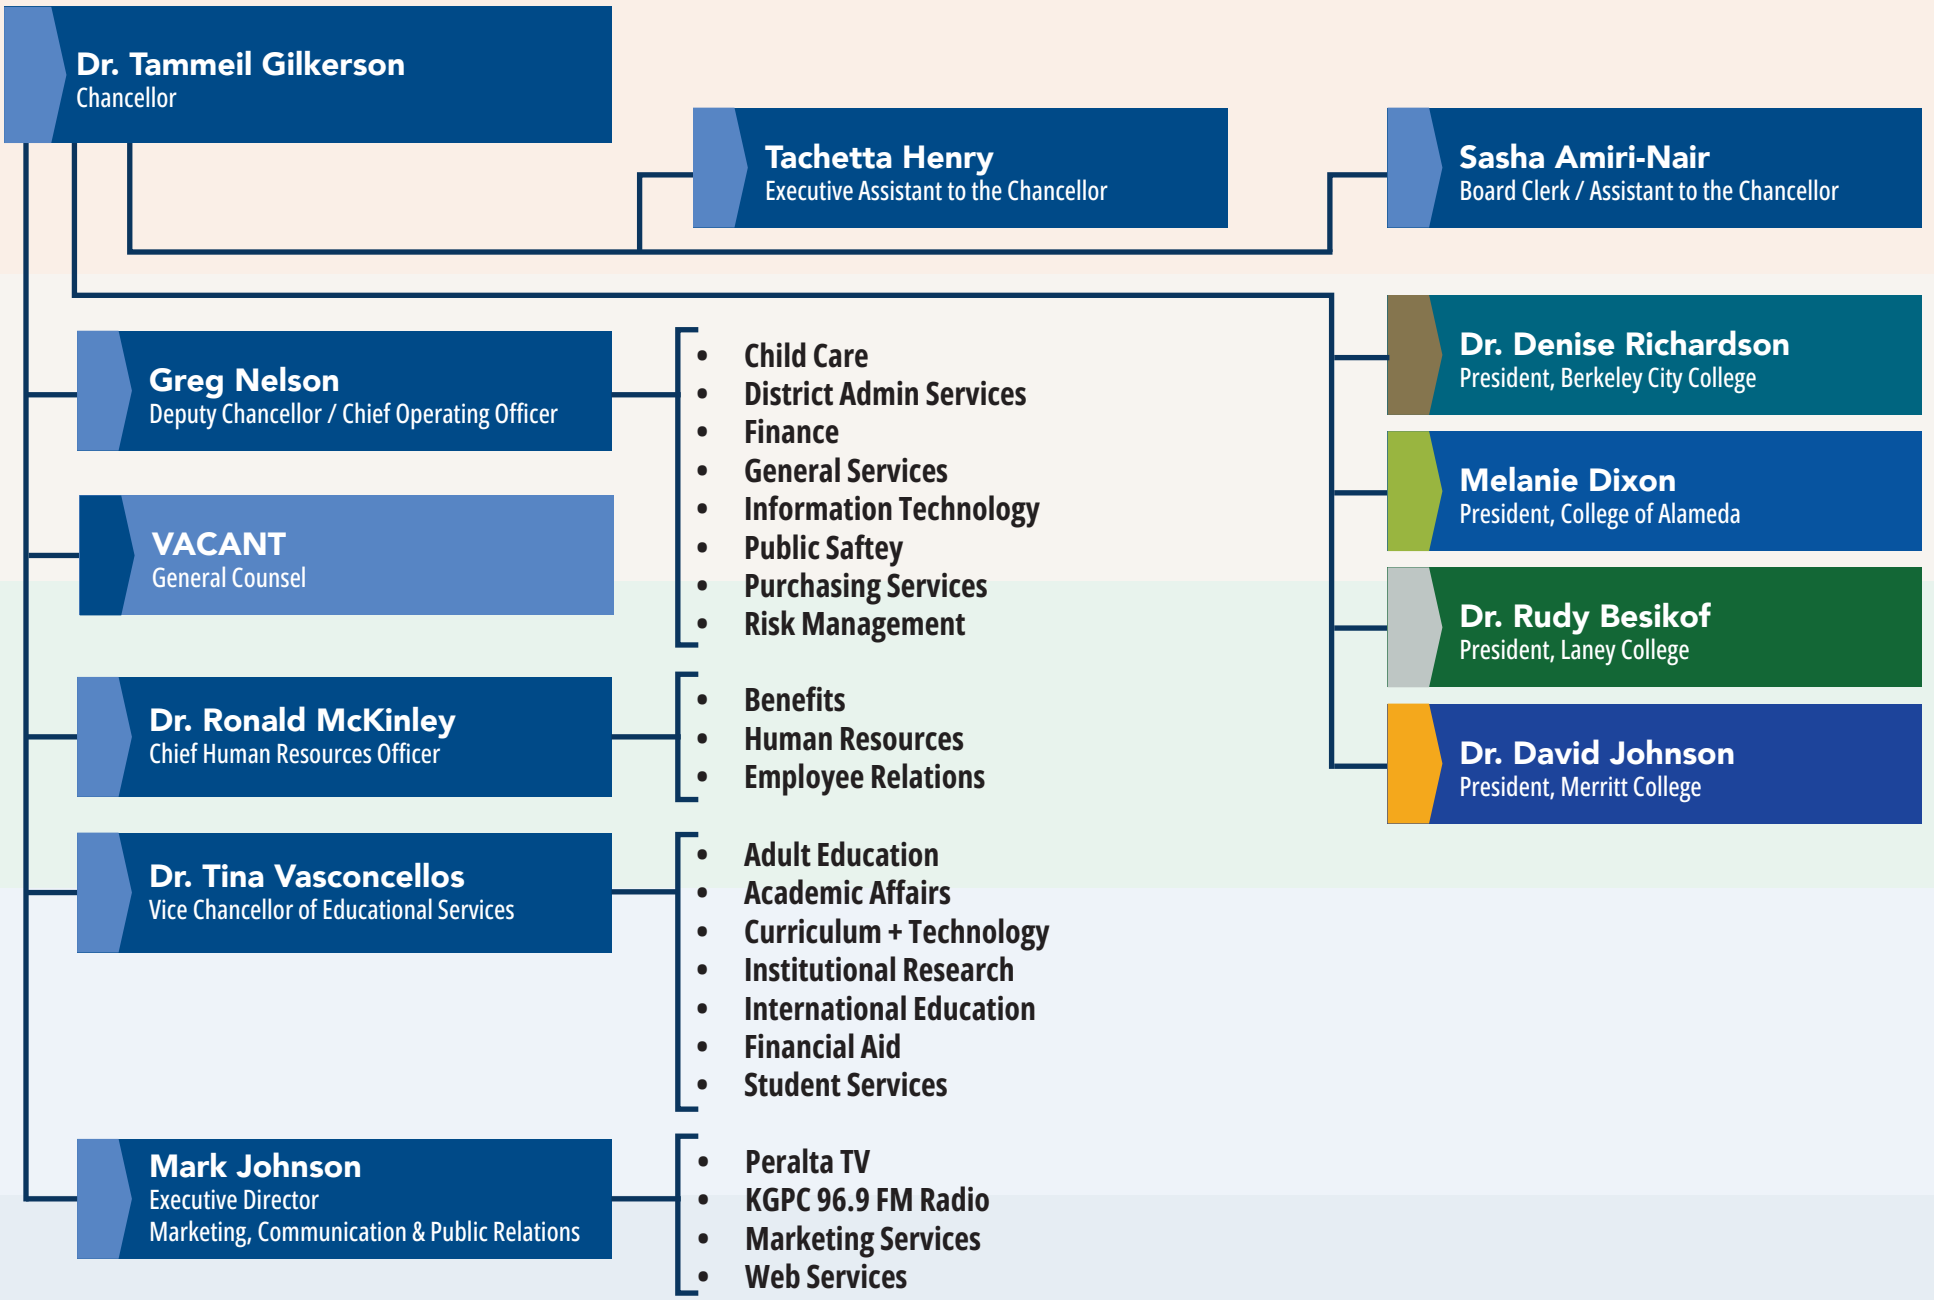 Dr. Tammeil Gilkerson
Chancellor
Tachetta Henry
Executive Assistant to the Chancellor
Sasha Amiri-Nair
Board Clerk / Assistant to the Chancellor
Greg Nelson
Deputy Chancellor / Chief Operating Officer
• Child Care
• District Admin Services
• Finance
• General Services
• Information Technology
• Public Saftey
• Purchasing Services
• Risk Management
VACANT
General Counsel
Dr. Ronald McKinley
Chief Human Resources Officer
• Benefits
• Human Resources
• Employee Relations
Dr. Tina Vasconcellos
Vice Chancellor of Educational Services
• Adult Education
• Academic Affairs
• Curriculum + Technology
• Institutional Research
• International Education
• Financial Aid
• Student Services
Mark Johnson
Executive Director
Marketing, Communication & Public Relations
• Peralta TV
• KGPC 96.9 FM Radio
• Marketing Services
• Web Services
Dr. Denise Richardson
President, Berkeley City College
Melanie Dixon
President, College of Alameda
Dr. Rudy Besikof
President, Laney College
Dr. David Johnson
President, Merritt College